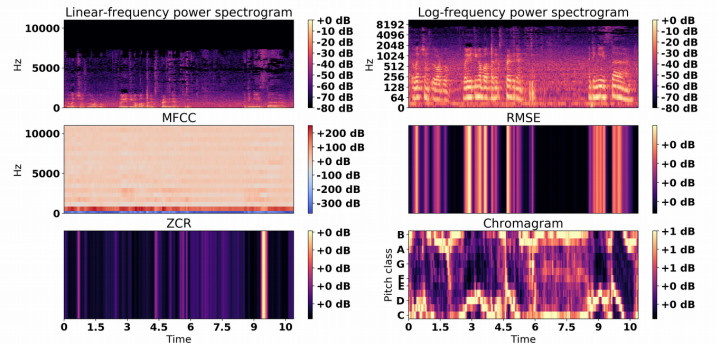 Linear-frequency power spectrogram
Log-frequency power spectrogram
10000
5000
0
Hz
+0 dB
-10 dB
-20 dB
-30 dB
-40 dB
-50 dB
-60 dB
-70 dB
-80 dB
8192
4096
2048
1024
512
256
128
64
0
Hz
+0 dB
-10 dB
-20 dB
-30 dB
-40 dB
-50 dB
-60 dB
-70 dB
-80 dB
MFCC
RMSE
10000
5000
0
Hz
+200 dB
+100 dB
+0 dB
-100 dB
-200 dB
-300 dB
+0 dB
+0 dB
+0 dB
+0 dB
ZCR
Chromagram
+0 dB
+0 dB
+0 dB
+0 dB
+0 dB
+0 dB
Pitch class
B
A
G
F
E
D
C
+1 dB
+1 dB
+1 dB
+0 dB
+0 dB
0 1.5 3 4.5 6 7.5 9 10
Time
0 1.5 3 4.5 6 7.5 9 10
Time